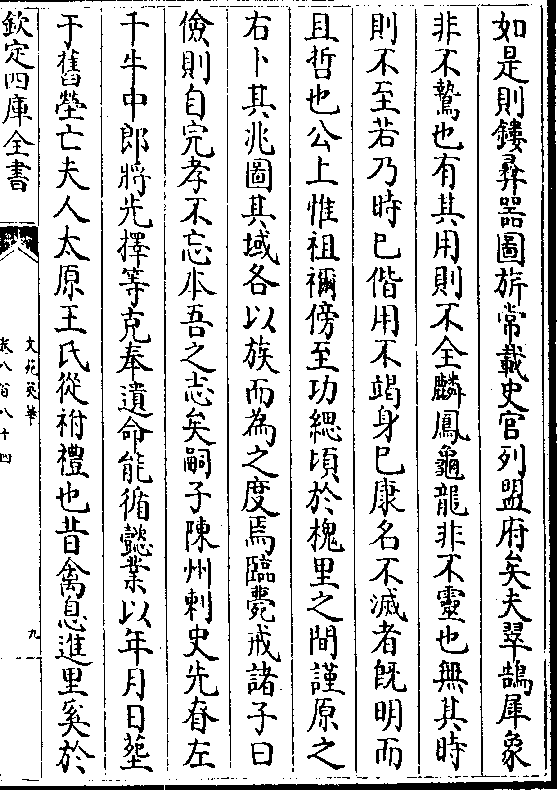 如是則鏤彝器圖旂常載史官列盟府矣夫翠鵠犀象
非不鷙也有其用則不全麟鳳龜龍非不靈也無其時
則不至若乃時已偕用不竭身已康名不滅者既明而
且哲也公上惟祖禰傍至功緦頃於槐里之間謹原之
右卜其兆圖其域各以族而為之度焉臨薨戒諸子曰
儉則自完孝不忘本吾之志矣嗣子陳州刺史先眘左
千牛中郎將光擇等克奉遺命能循懿業以年月日塟
于舊塋亡夫人太原王氏從祔禮也昔禽息進里奚於
欽定四庫全書
文苑英華
卷八百八十四
九